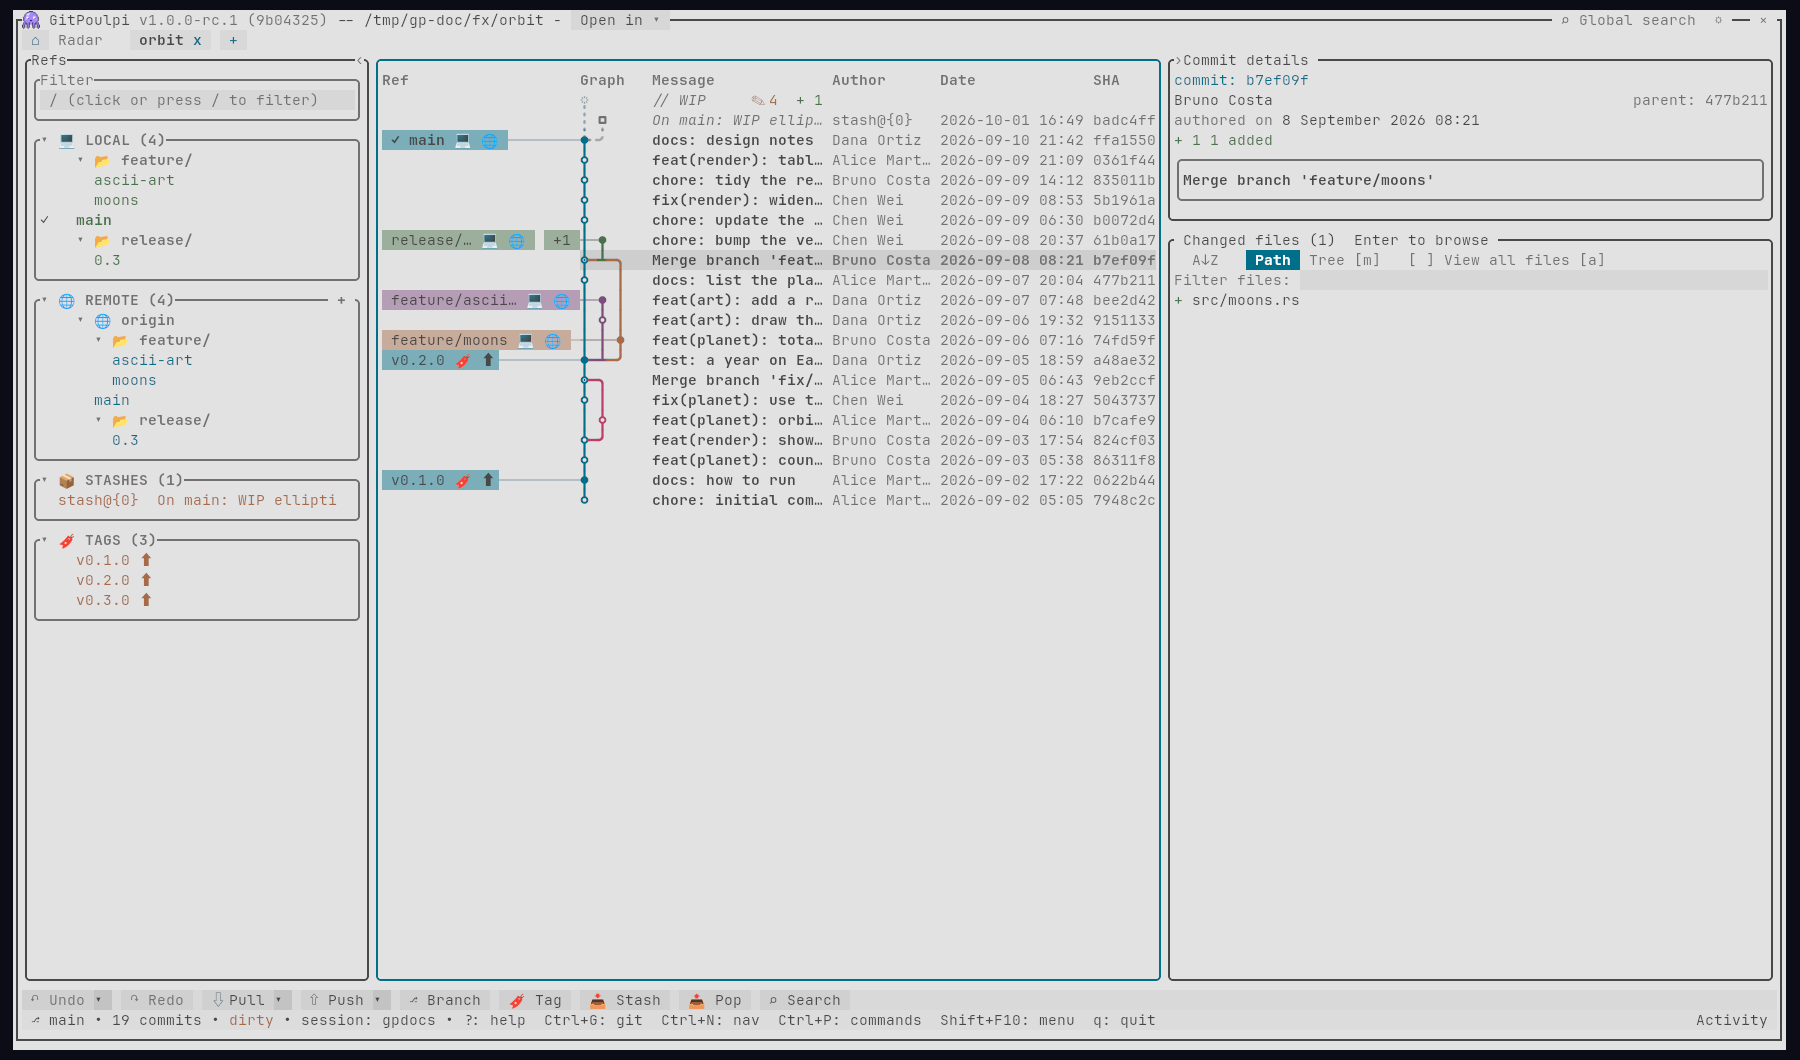 GitPoulpi v1.0.0-rc.1 (9b04325) -- /tmp/gp-doc/fx/orbit - Open in ▾ ⌕ Global search ×
⌂ Radar orbit x +
Refs ‹
Filter
/ (click or press / to filter)
LOCAL (4)
feature/
ascii-art
moons
✓ main
release/
0.3
REMOTE (4) +
origin
feature/
ascii-art
moons
main
release/
0.3
STASHES (1)
stash@{0} On main: WIP ellipti
TAGS (3)
v0.1.0 ⬆
v0.2.0 ⬆
v0.3.0 ⬆
Ref Graph Message Author Date SHA
// WIP ✎4 + 1
On main: WIP ellip… stash@{0} 2026-10-01 16:49 badc4ff
✓ main docs: design notes Dana Ortiz 2026-09-10 21:42 ffa1550
feat(render): tabl… Alice Mart… 2026-09-09 21:09 0361f44
chore: tidy the re… Bruno Costa 2026-09-09 14:12 835011b
fix(render): widen… Chen Wei 2026-09-09 08:53 5b1961a
chore: update the … Chen Wei 2026-09-09 06:30 b0072d4
release/… +1 chore: bump the ve… Chen Wei 2026-09-08 20:37 61b0a17
Merge branch 'feat… Bruno Costa 2026-09-08 08:21 b7ef09f
docs: list the pla… Alice Mart… 2026-09-07 20:04 477b211
feature/ascii… feat(art): add a r… Dana Ortiz 2026-09-07 07:48 bee2d42
feat(art): draw th… Dana Ortiz 2026-09-06 19:32 9151133
feature/moons feat(planet): tota… Bruno Costa 2026-09-06 07:16 74fd59f
v0.2.0 ⬆ test: a year on Ea… Dana Ortiz 2026-09-05 18:59 a48ae32
Merge branch 'fix/… Alice Mart… 2026-09-05 06:43 9eb2ccf
fix(planet): use t… Chen Wei 2026-09-04 18:27 5043737
feat(planet): orbi… Alice Mart… 2026-09-04 06:10 b7cafe9
feat(render): show… Bruno Costa 2026-09-03 17:54 824cf03
feat(planet): coun… Bruno Costa 2026-09-03 05:38 86311f8
v0.1.0 ⬆ docs: how to run Alice Mart… 2026-09-02 17:22 0622b44
chore: initial com… Alice Mart… 2026-09-02 05:05 7948c2c
›Commit details
commit: b7ef09f
Bruno Costa parent: 477b211
authored on 8 September 2026 08:21
+ 1 1 added
Merge branch 'feature/moons'
Changed files (1) Enter to browse
A↓Z Path Tree [m] [ ] View all files [a]
Filter files:
+ src/moons.rs
Undo ▾ Redo Pull ▾ Push ▾ Branch Tag Stash Pop Search
main • 19 commits • dirty • session: gpdocs • ?: help Ctrl+G: git Ctrl+N: nav Ctrl+P: commands Shift+F10: menu q: quit Activity